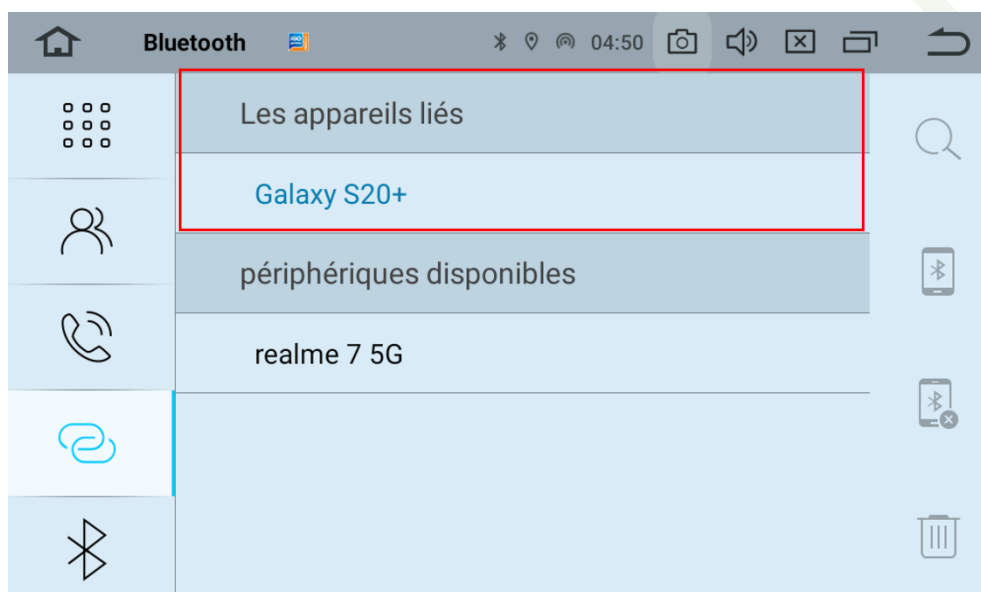 Bluetooth
04:50
Les appareils liés
Galaxy S20+
périphériques disponibles
realme 7 5G